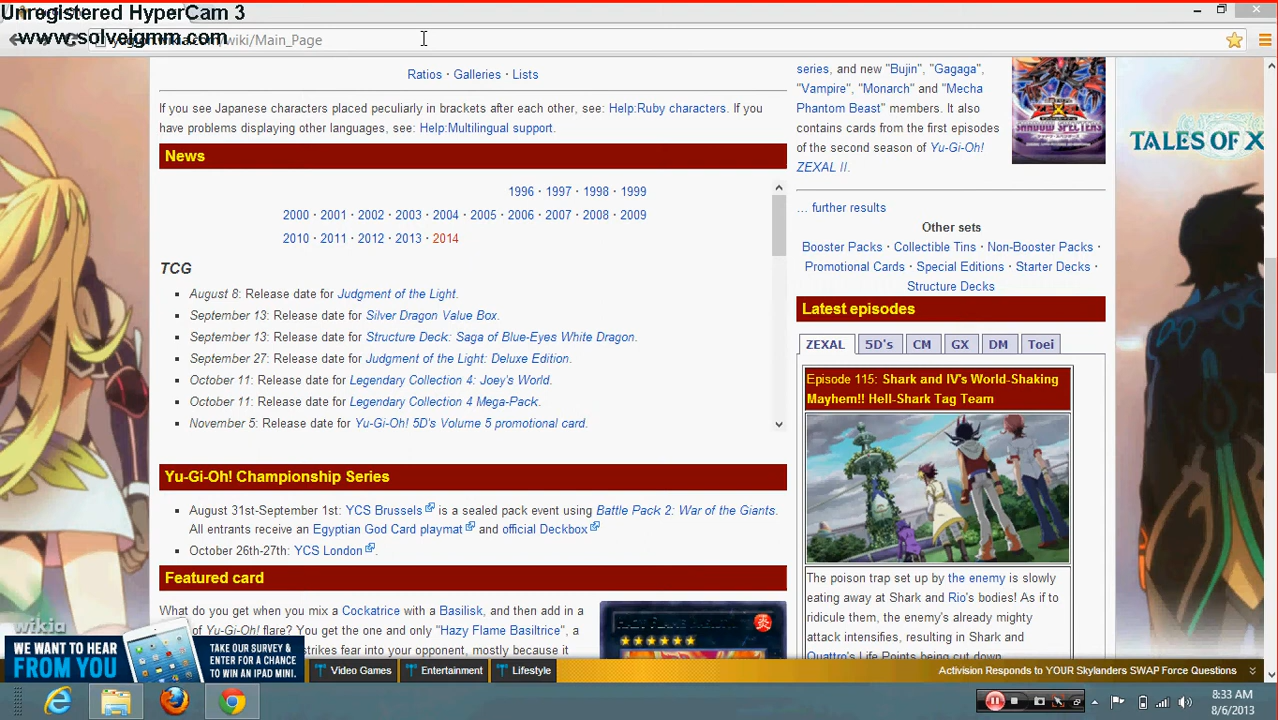 Unregistered HyperCam 3
www.solveigmm.com
/wiki/Main_Page
Ratios · Galleries · Lists
If you see Japanese characters placed peculiarly in brackets after each other, see: Help:Ruby characters. If you
have problems displaying other languages, see: Help:Multilingual support.
News
1996 · 1997 · 1998 · 1999
2000 · 2001 · 2002 · 2003 · 2004 · 2005 · 2006 · 2007 · 2008 · 2009
2010 · 2011 · 2012 · 2013 · 2014
TCG
August 8: Release date for Judgment of the Light.
September 13: Release date for Silver Dragon Value Box.
September 13: Release date for Structure Deck: Saga of Blue-Eyes White Dragon.
September 27: Release date for Judgment of the Light: Deluxe Edition.
October 11: Release date for Legendary Collection 4: Joey's World.
October 11: Release date for Legendary Collection 4 Mega-Pack.
November 5: Release date for Yu-Gi-Oh! 5D's Volume 5 promotional card.
Yu-Gi-Oh! Championship Series
August 31st-September 1st: YCS Brussels is a sealed pack event using Battle Pack 2: War of the Giants.
All entrants receive an Egyptian God Card playmat and official Deckbox
October 26th-27th: YCS London.
Featured card
What do you get when you mix a Cockatrice with a Basilisk, and then add in a
of Yu-Gi-Oh! flare? You get the one and only "Hazy Flame Basiltrice", a
strikes fear into your opponent, mostly because it
HAZY FLAME BASILTRICE
炎
series, and new "Bujin", "Gagaga",
"Vampire", "Monarch" and "Mecha
Phantom Beast" members. It also
contains cards from the first episodes
of the second season of Yu-Gi-Oh!
ZEXAL II.
SHADOW SPECTERS
... further results
Other sets
Booster Packs · Collectible Tins · Non-Booster Packs ·
Promotional Cards · Special Editions · Starter Decks ·
Structure Decks
Latest episodes
ZEXAL 5D's CM GX DM Toei
Episode 115: Shark and IV's World-Shaking
Mayhem!! Hell-Shark Tag Team
The poison trap set up by the enemy is slowly
eating away at Shark and Rio's bodies! As if to
ridicule them, the enemy's already mighty
attack intensifies, resulting in Shark and
Quattro's Life Points being cut down
TALES OF X
wikia
WE WANT TO HEAR
FROM YOU
TAKE OUR SURVEY &
ENTER FOR A CHANCE
TO WIN AN IPAD MINI.
Video Games Entertainment Lifestyle
Activision Responds to YOUR Skylanders SWAP Force Questions
8:33 AM
8/6/2013